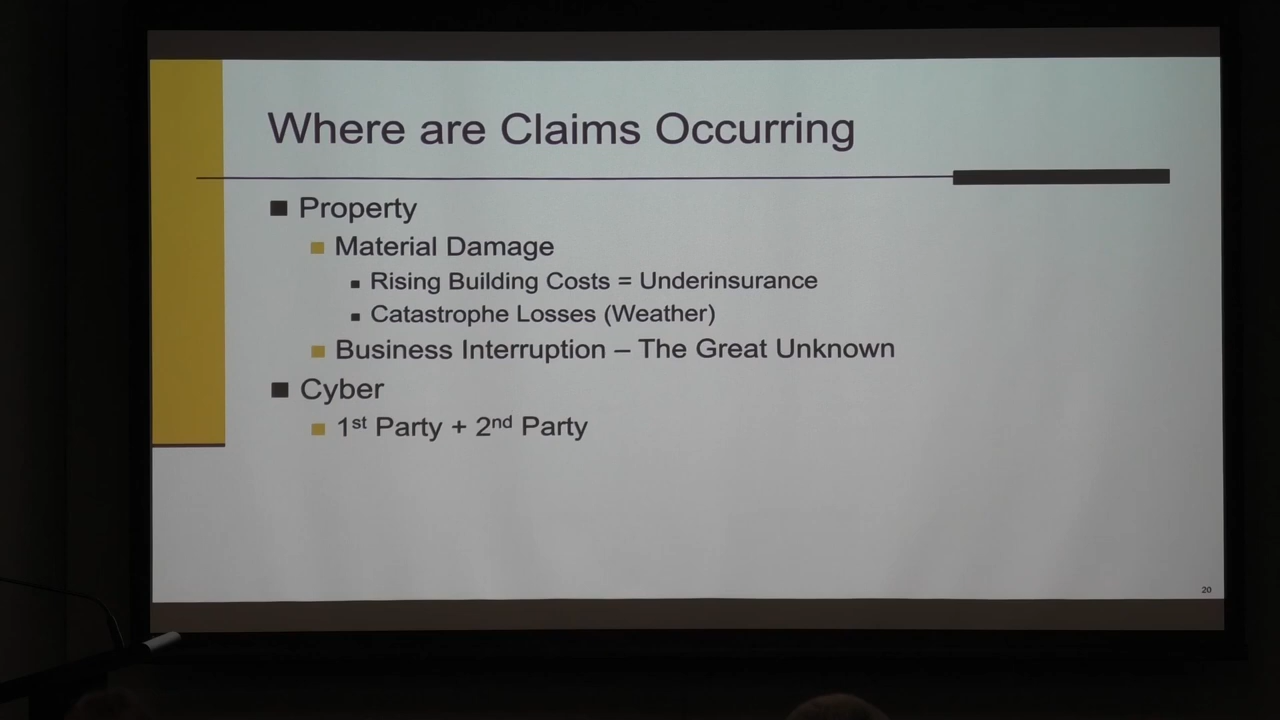 Where are Claims Occurring
Property
Material Damage
Rising Building Costs = Underinsurance
Catastrophe Losses (Weather)
Business Interruption – The Great Unknown
Cyber
1st Party + 2nd Party
20